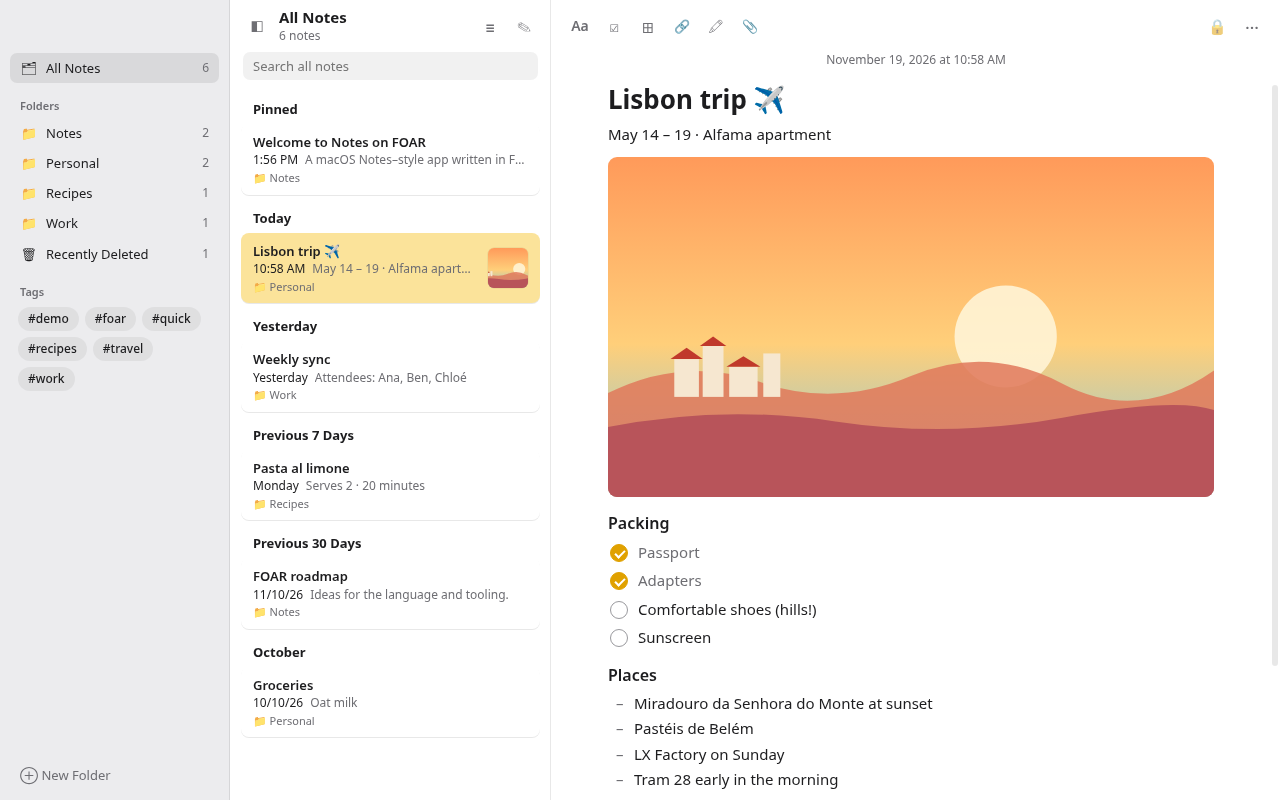 All Notes 6
Folders
Notes 2
Personal 2
Recipes 1
Work 1
Recently Deleted 1
Tags
#demo #foar #quick
#recipes #travel
#work
New Folder
All Notes
6 notes
Search all notes
Pinned
Welcome to Notes on FOAR
1:56 PM A macOS Notes–style app written in F...
Notes
Today
Lisbon trip ✈️
10:58 AM May 14 – 19 · Alfama apart...
Personal
Yesterday
Weekly sync
Yesterday Attendees: Ana, Ben, Chloé
Work
Previous 7 Days
Pasta al limone
Monday Serves 2 · 20 minutes
Recipes
Previous 30 Days
FOAR roadmap
11/10/26 Ideas for the language and tooling.
Notes
October
Groceries
10/10/26 Oat milk
Personal
Aa
November 19, 2026 at 10:58 AM
Lisbon trip ✈️
May 14 – 19 · Alfama apartment
Packing
Passport
Adapters
Comfortable shoes (hills!)
Sunscreen
Places
– Miradouro da Senhora do Monte at sunset
– Pastéis de Belém
– LX Factory on Sunday
– Tram 28 early in the morning